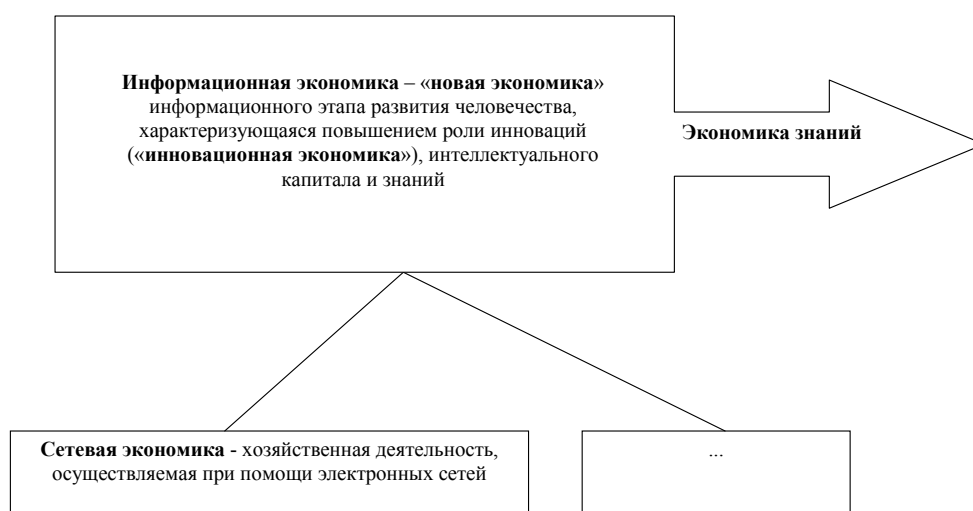 Информационная экономика – «новая экономика»
информационного этапа развития человечества,
характеризующаяся повышением роли инноваций
(«инновационная экономика»), интеллектуального
капитала и знаний
Экономика знаний
Сетевая экономика - хозяйственная деятельность,
осуществляемая при помощи электронных сетей
...